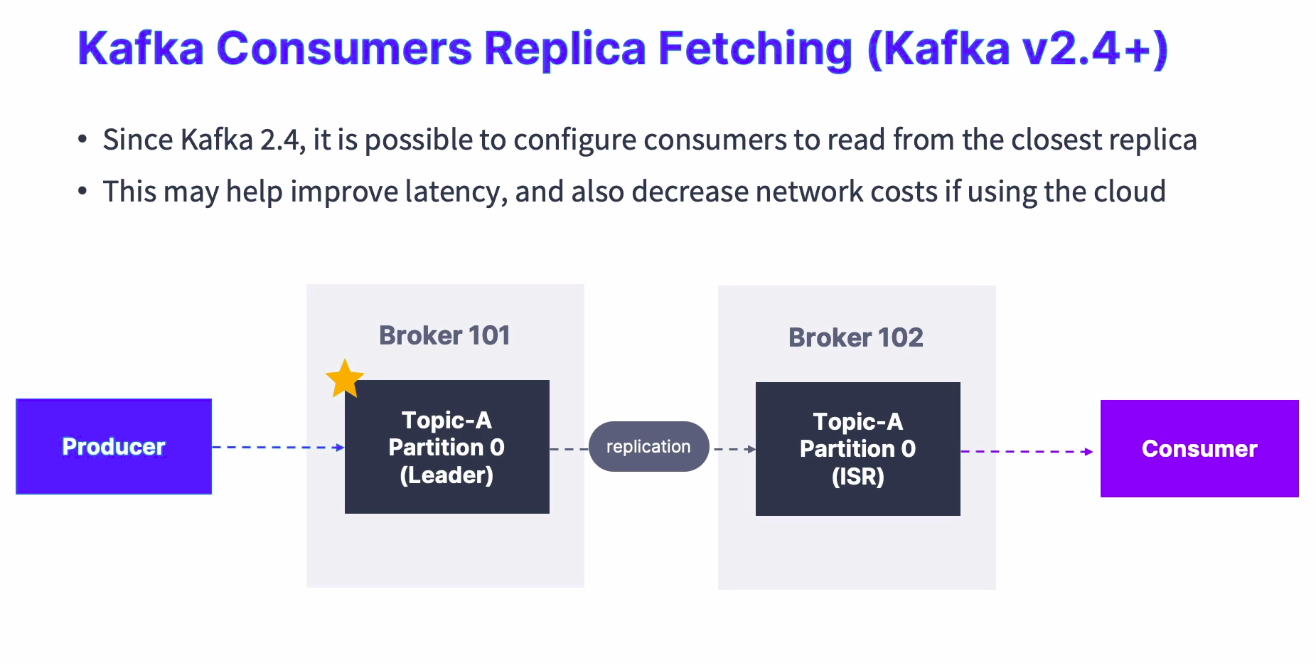 Kafka Consumers Replica Fetching (Kafka v2.4+)
• Since Kafka 2.4, it is possible to configure consumers to read from the closest replica
• This may help improve latency, and also decrease network costs if using the cloud
Broker 101
Broker 102
Producer
Topic-A
Partition 0
(Leader)
replication
Topic-A
Partition 0
(ISR)
Consumer